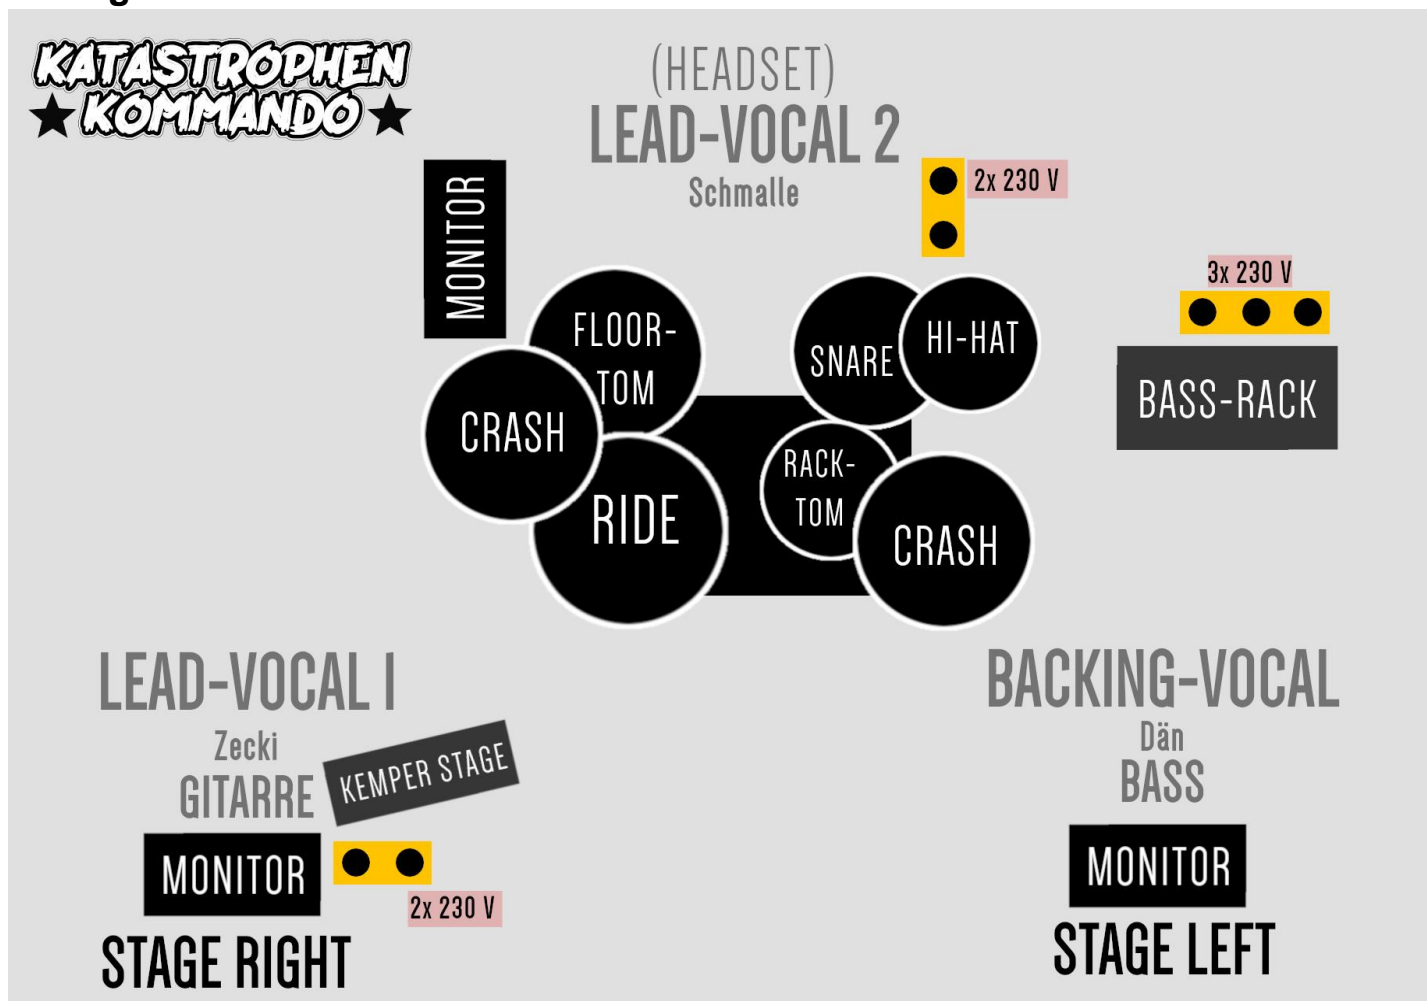 KATASTROPHEN
KOMMANDO
(HEADSET)
LEAD-VOCAL 2
Schmalle
MONITOR
2x 230 V
3x 230 V
FLOOR-
TOM
SNARE
HI-HAT
BASS-RACK
CRASH
RIDE
RACK-
TOM
CRASH
LEAD-VOCAL 1
Zecki
GITARRE
KEMPER STAGE
MONITOR
2x 230 V
STAGE RIGHT
BACKING-VOCAL
Dän
BASS
MONITOR
STAGE LEFT